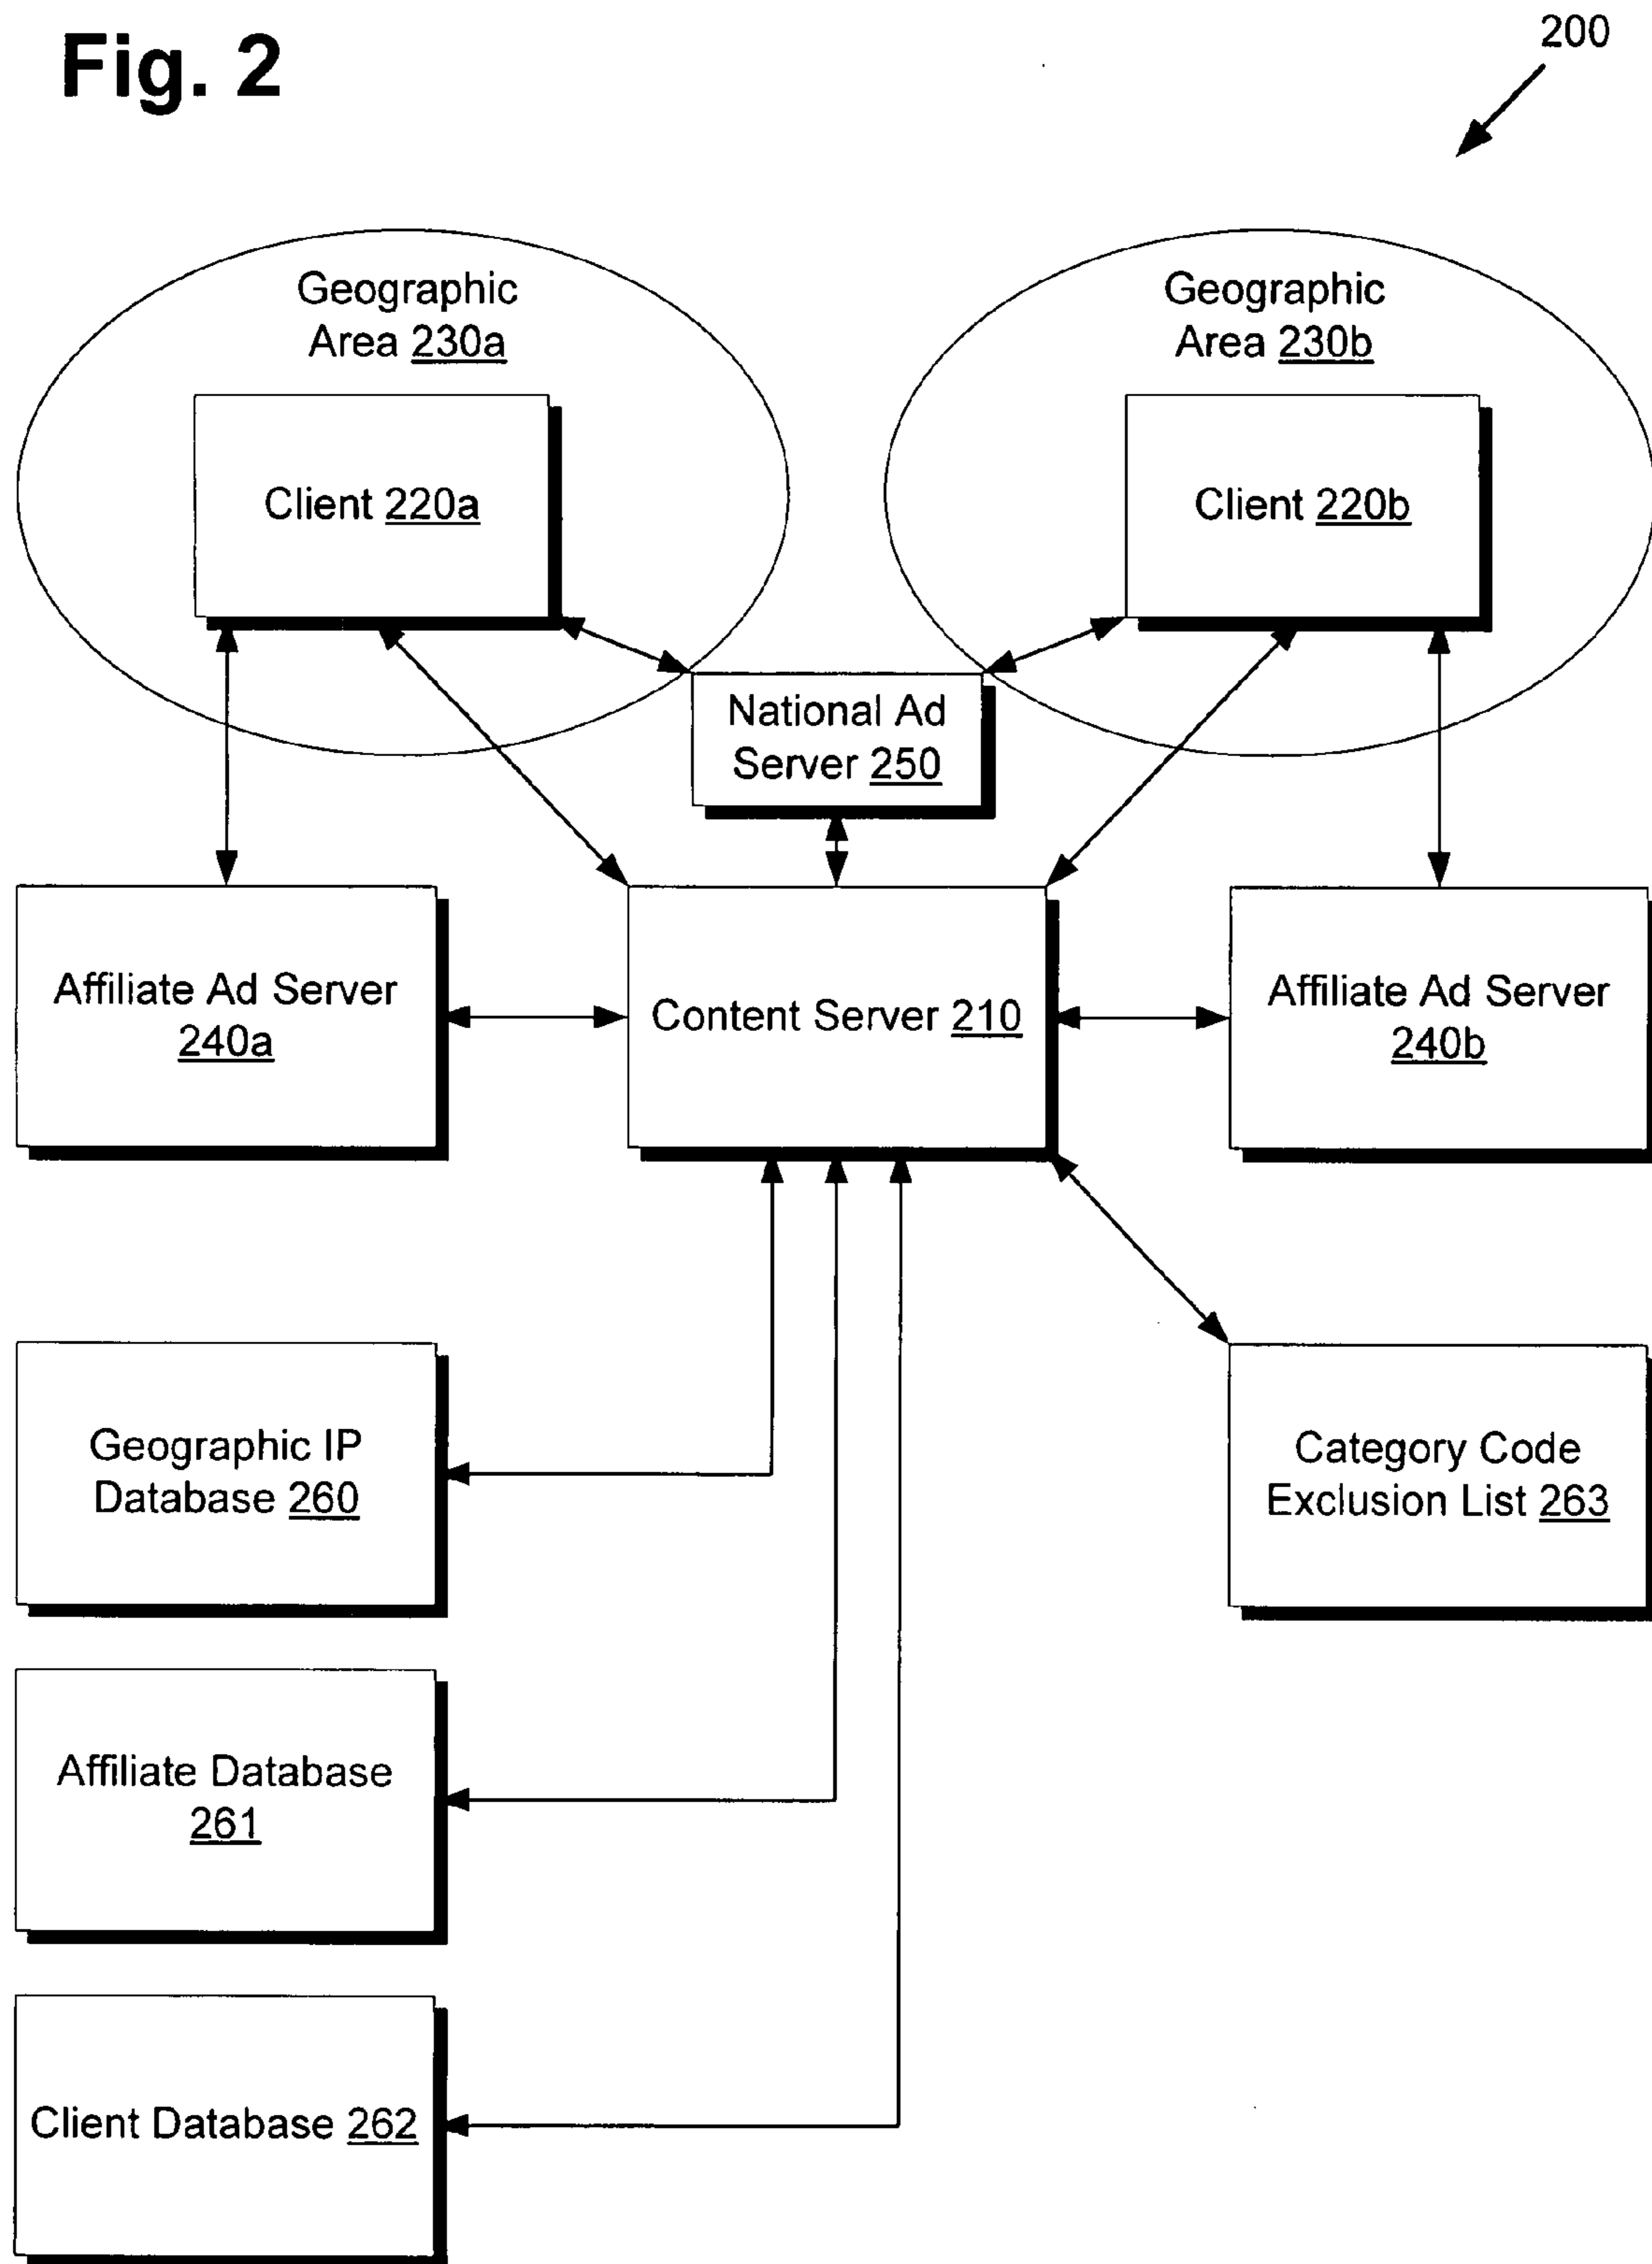 Fig. 2
200
Geographic
Area 230a
Geographic
Area 230b
Client 220a
Client 220b
National Ad
Server 250
Affiliate Ad Server
240a
Content Server 210
Affiliate Ad Server
240b
Geographic IP
Database 260
Category Code
Exclusion List 263
Affiliate Database
261
Client Database 262